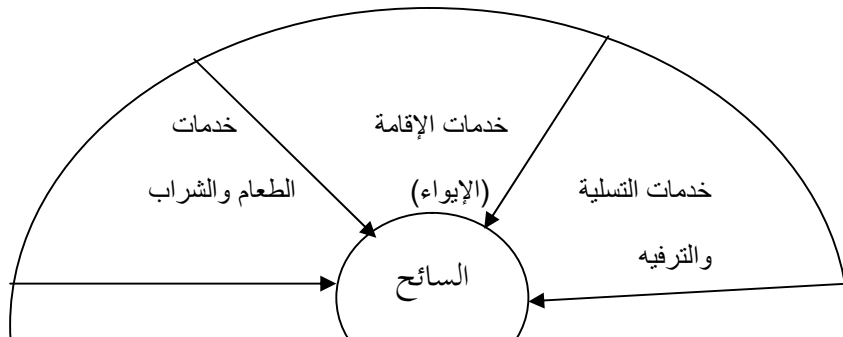 خدمات الإقامة
(الإيواء)
خدمات
الطعام والشراب
خدمات التسلية
والترفيه
السائح